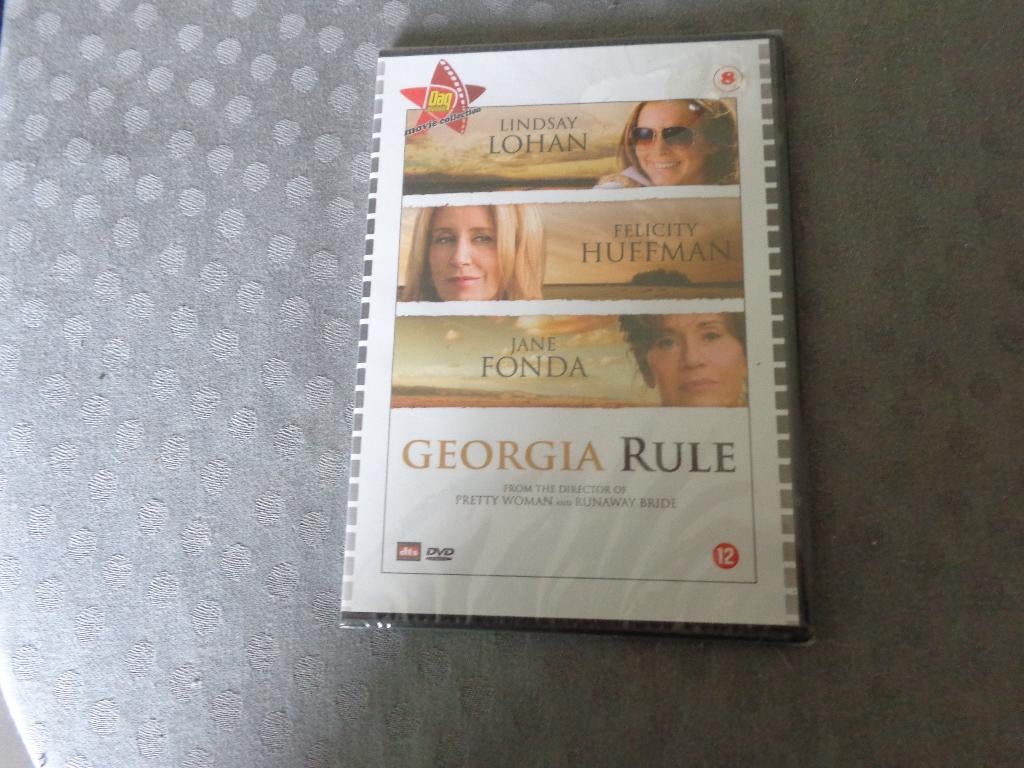 Dag
movie collection
8
LINDSAY
LOHAN
FELICITY
HUFFMAN
JANE
FONDA
GEORGIA RULE
FROM THE DIRECTOR OF
PRETTY WOMAN AND RUNAWAY BRIDE
dts DVD
12